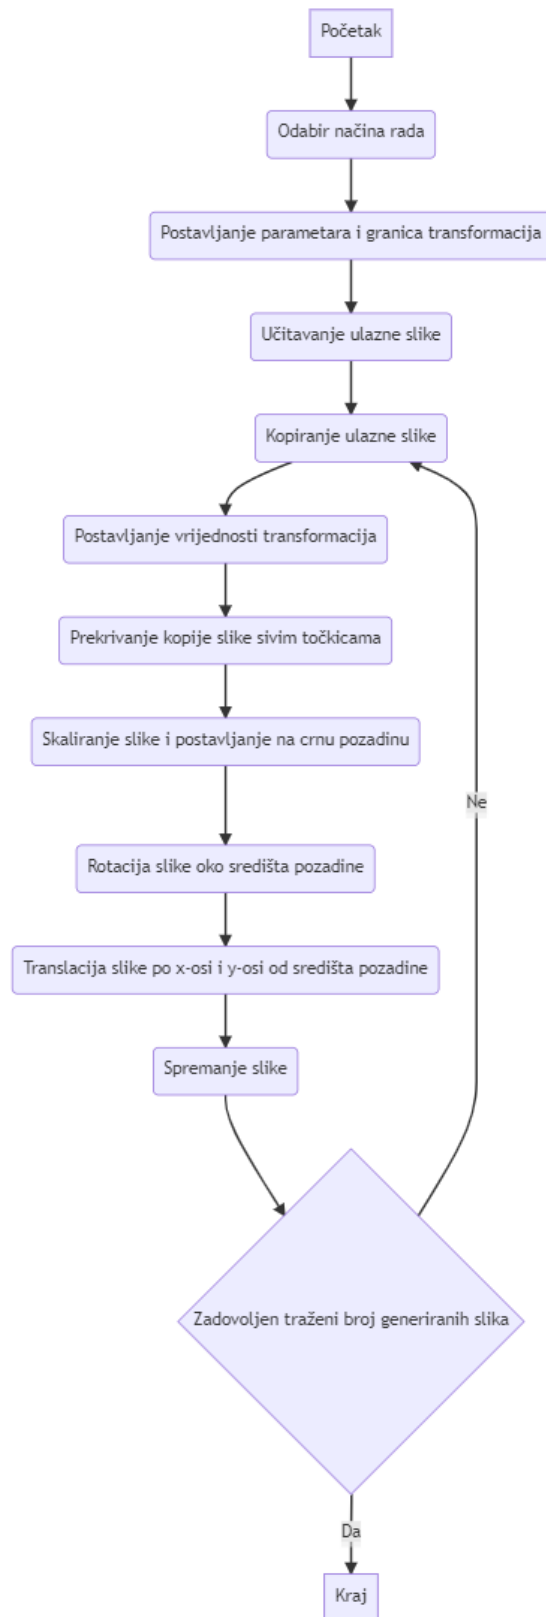 Početak
Odabir načina rada
Postavljanje parametara i granica transformacija
Učitavanje ulazne slike
Kopiranje ulazne slike
Postavljanje vrijednosti transformacija
Prekrivanje kopije slike sivim točkicama
Skaliranje slike i postavljanje na crnu pozadinu
Ne
Rotacija slike oko središta pozadine
Translacija slike po x-osi i y-osi od središta pozadine
Spremanje slike
Zadovoljen traženi broj generiranih slika
Da
Kraj